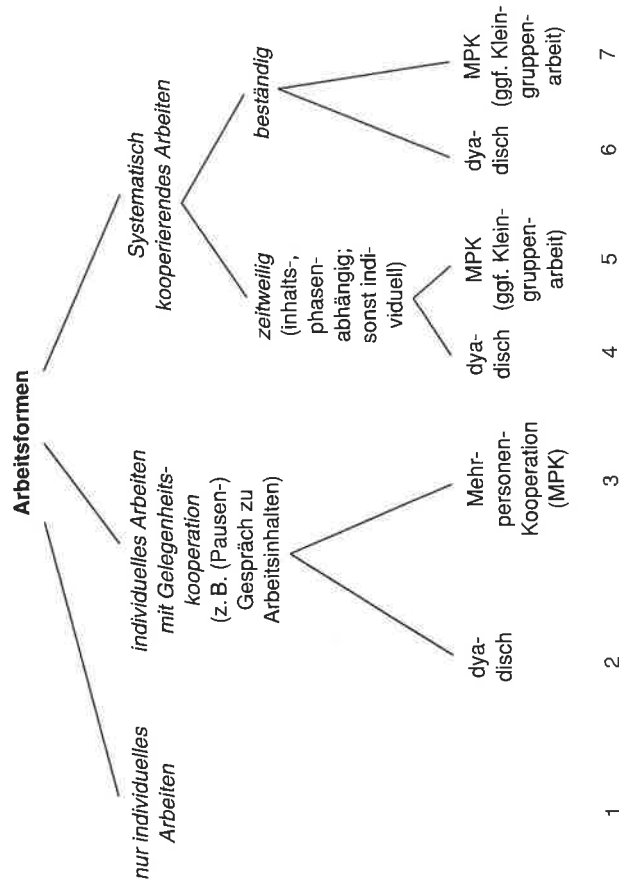 Arbeitsformen
nur individuelles
Arbeiten
individuelles Arbeiten
mit Gelegenheits-
kooperation
(z. B. (Pausen-)
Gespräch zu
Arbeitsinhalten)
Systematisch
kooperierendes Arbeiten
zeitweilig
(inhalts-,
phasen-
abhängig;
sonst indi-
viduell)
beständig
dya-
disch
Mehr-
personen-
Kooperation
(MPK)
dya-
disch
MPK
(ggf. Klein-
gruppen-
arbeit)
dya-
disch
MPK
(ggf. Klein-
gruppen-
arbeit)
1
2
3
4
5
6
7